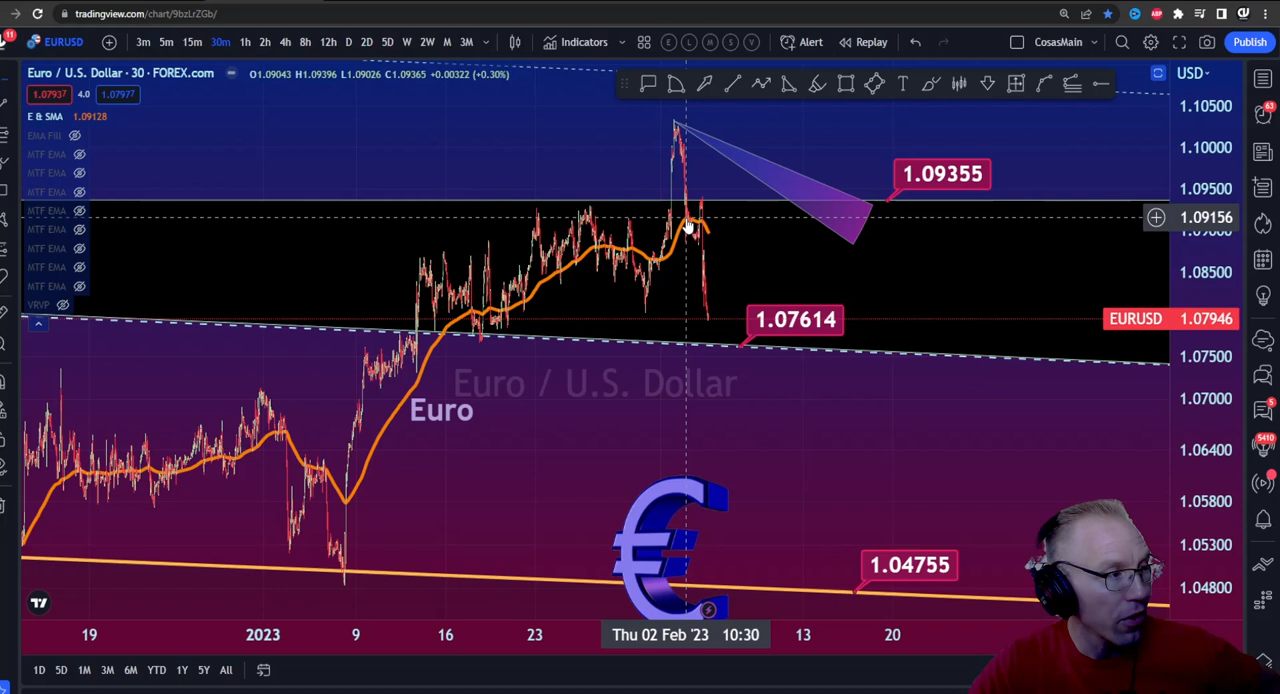 tradingview.com/chart/9bzLrZGb/
11
EURUSD
3m 5m 15m 30m 1h 2h 4h 8h 12h D 2D 5D W 2W M 3M
Indicators
E L M S V
Alert
Replay
CosasMain
Publish
Euro / U.S. Dollar · 30 · FOREX.com
O1.09043 H1.09396 L1.09026 C1.09365 +0.00322 (+0.30%)
USD
1.07937 4.0 1.07977
E & SMA 1.09128
EMA Fill
MTF EMA
MTF EMA
MTF EMA
MTF EMA
MTF EMA
MTF EMA
MTF EMA
MTF EMA
VRVP
1.10500
1.10000
1.09500
1.09355
1.09156
1.09000
1.08500
1.07614
EURUSD 1.07946
1.07500
1.07000
1.06400
1.05800
1.05300
1.04800
Euro / U.S. Dollar
Euro
€
1.04755
63
5
5410
19 2023 9 16 23 Thu 02 Feb '23 10:30 13 20
1D 5D 1M 3M 6M YTD 1Y 5Y All